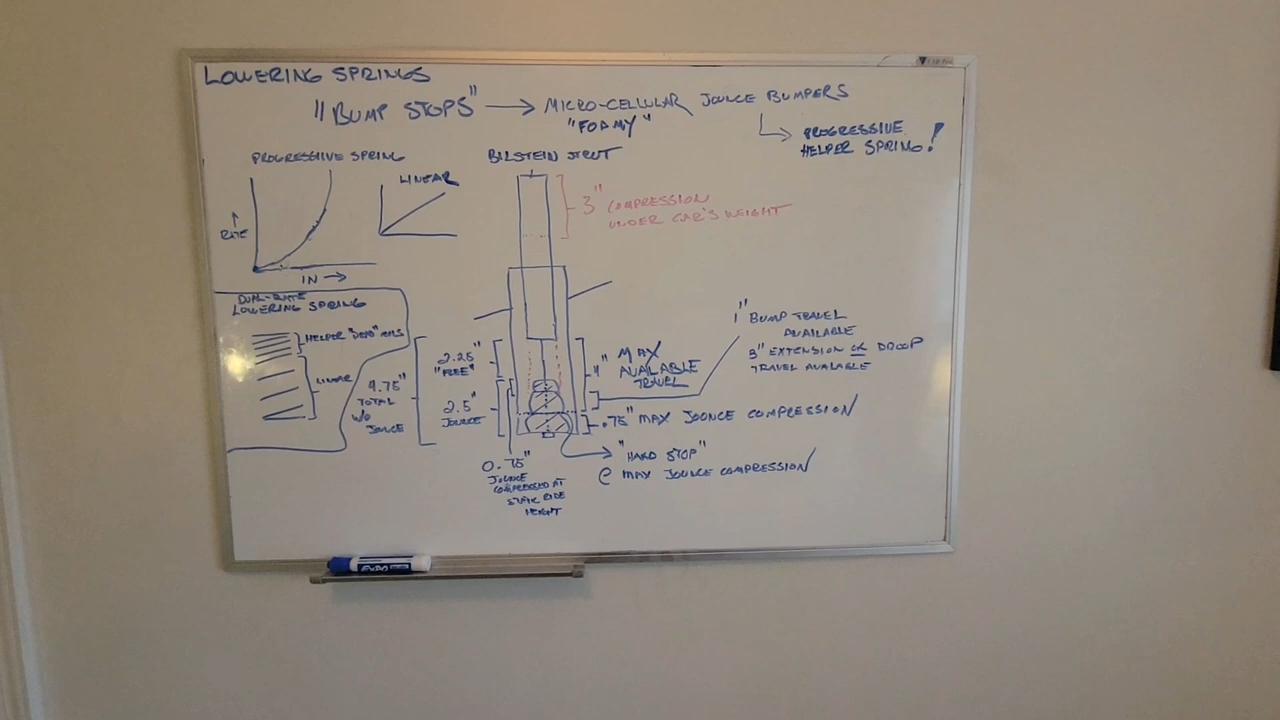 LOWERING SPRINGS
"BUMP STOPS" → MICRO-CELLULAR JOUNCE BUMPERS
"FOAMY"
PROGRESSIVE
HELPER SPRING!
PROGRESSIVE SPRING
RATE
IN →
LINEAR
BILSTEIN STRUT
3" COMPRESSION
UNDER CAR'S WEIGHT
DUAL-RATE
LOWERING SPRING
HELPER "DEAD" COILS
LINEAR
4.75"
TOTAL
W/O
JOUNCE
2.25"
"FREE"
2.5"
JOUNCE
0.75"
JOUNCE
COMPRESSED AT
STATIC RIDE
HEIGHT
4" MAX
AVAILABLE
TRAVEL
1" BUMP TRAVEL
AVAILABLE
3" EXTENSION OR DROOP
TRAVEL AVAILABLE
.75" MAX JOUNCE COMPRESSION
"HARD STOP"
@ MAX JOUNCE COMPRESSION
EXPO